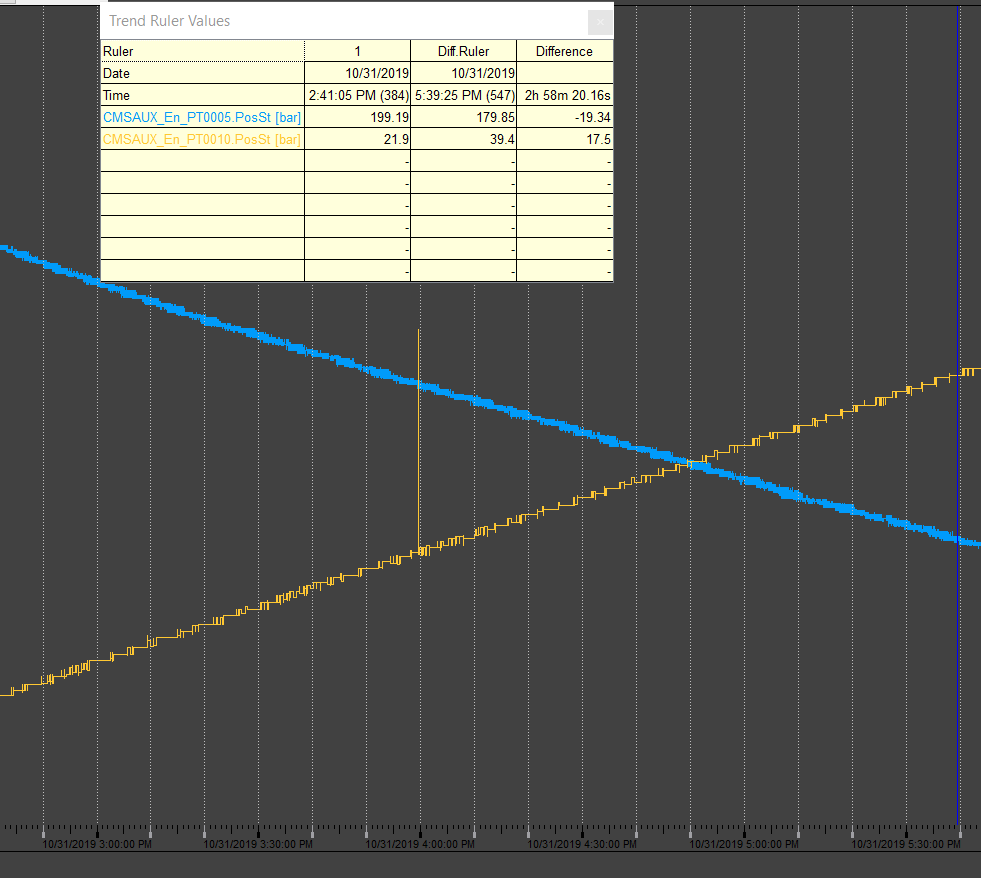 Trend Ruler Values
Ruler 1 Diff.Ruler Difference
Date 10/31/2019 10/31/2019
Time 2:41:05 PM (384) 5:39:25 PM (547) 2h 58m 20.16s
CMSAUX_En_PT0005.PosSt [bar] 199.19 179.85 -19.34
CMSAUX_En_PT0010.PosSt [bar] 21.9 39.4 17.5
- - -
- - -
- - -
- - -
- - -
- - -
10/31/2019 3:00:00 PM 10/31/2019 3:30:00 PM 10/31/2019 4:00:00 PM 10/31/2019 4:30:00 PM 10/31/2019 5:00:00 PM 10/31/2019 5:30:00 PM